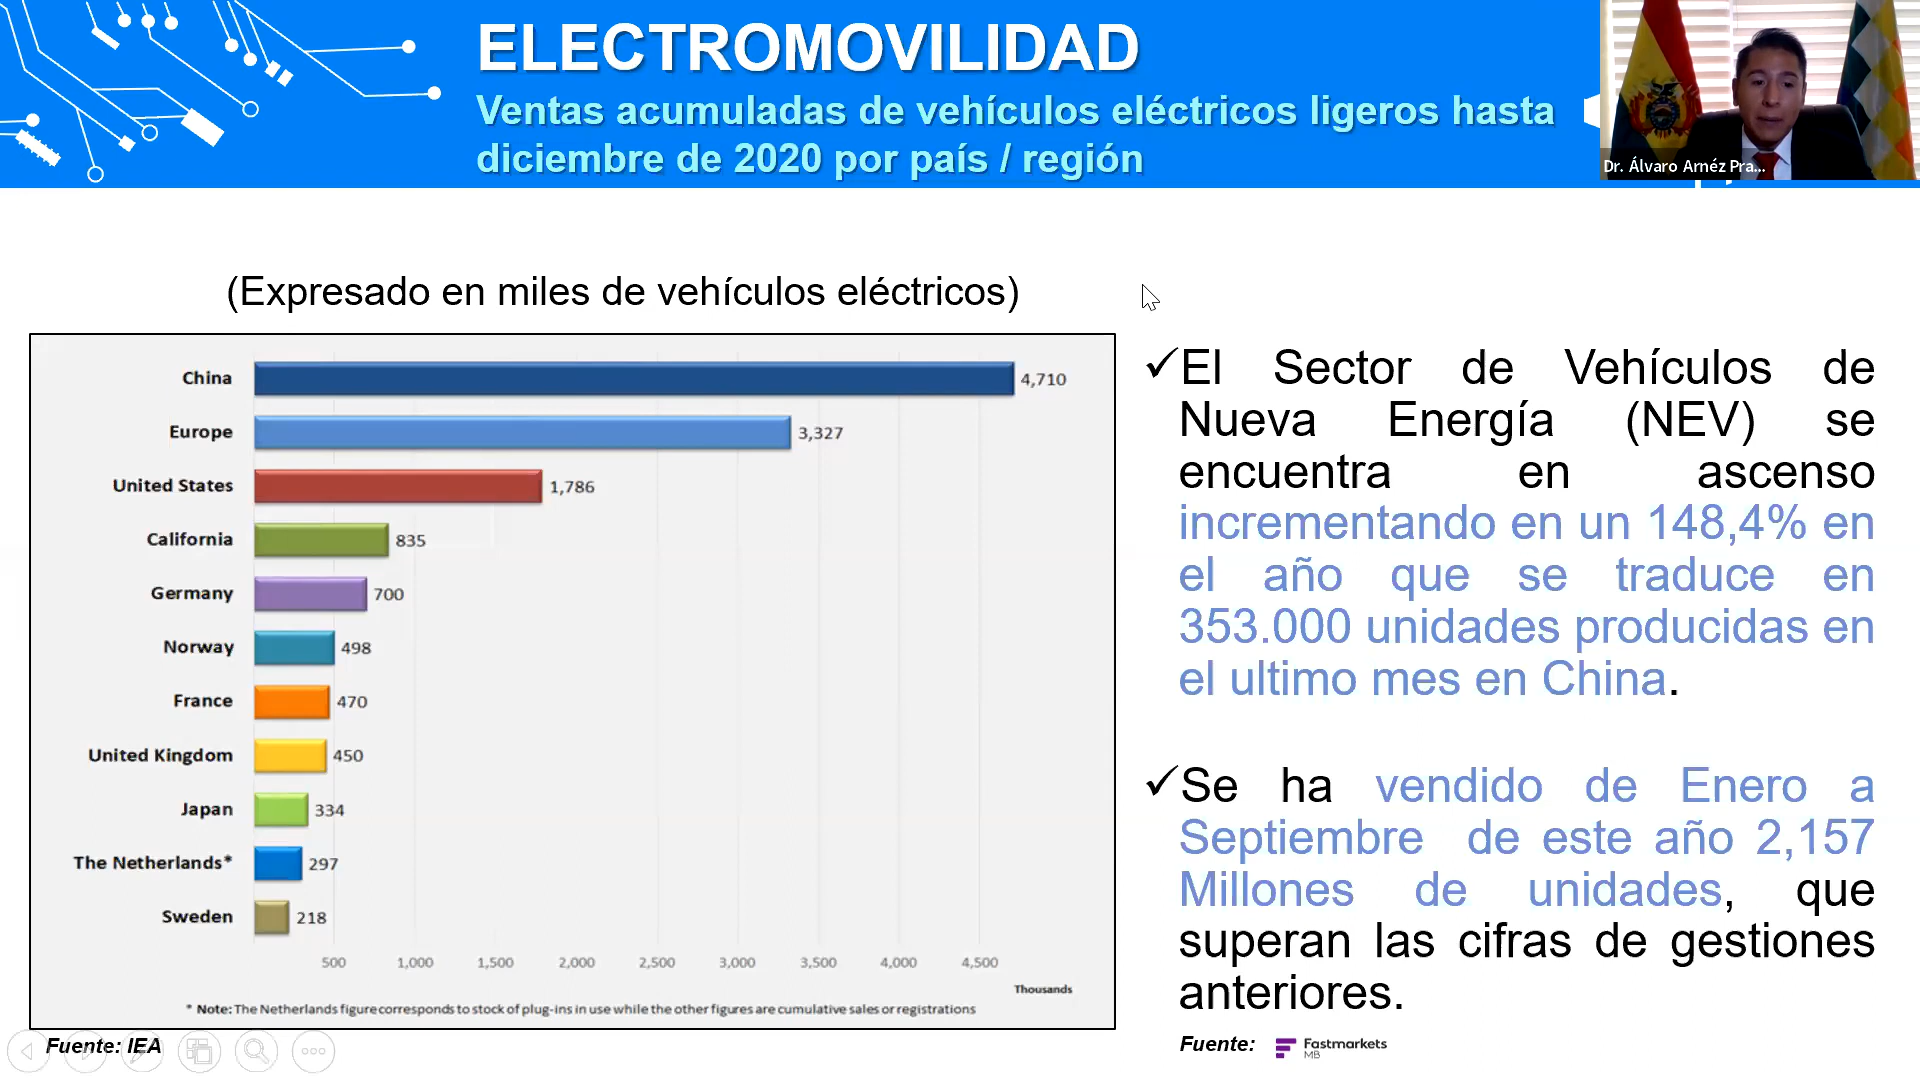 ELECTROMOVILIDAD
Ventas acumuladas de vehículos eléctricos ligeros hasta
diciembre de 2020 por país / región
Dr. Álvaro Arnéz Pra...
(Expresado en miles de vehículos eléctricos)
China 4,710
Europe 3,327
United States 1,786
California 835
Germany 700
Norway 498
France 470
United Kingdom 450
Japan 334
The Netherlands* 297
Sweden 218
500 1,000 1,500 2,000 2,500 3,000 3,500 4,000 4,500
Thousands
* Note: The Netherlands figure corresponds to stock of plug-ins in use while the other figures are cumulative sales or registrations
Fuente: IEA
✓El Sector de Vehículos de
Nueva Energía (NEV) se
encuentra en ascenso
incrementando en un 148,4% en
el año que se traduce en
353.000 unidades producidas en
el ultimo mes en China.
✓Se ha vendido de Enero a
Septiembre de este año 2,157
Millones de unidades, que
superan las cifras de gestiones
anteriores.
Fuente: Fastmarkets
MB